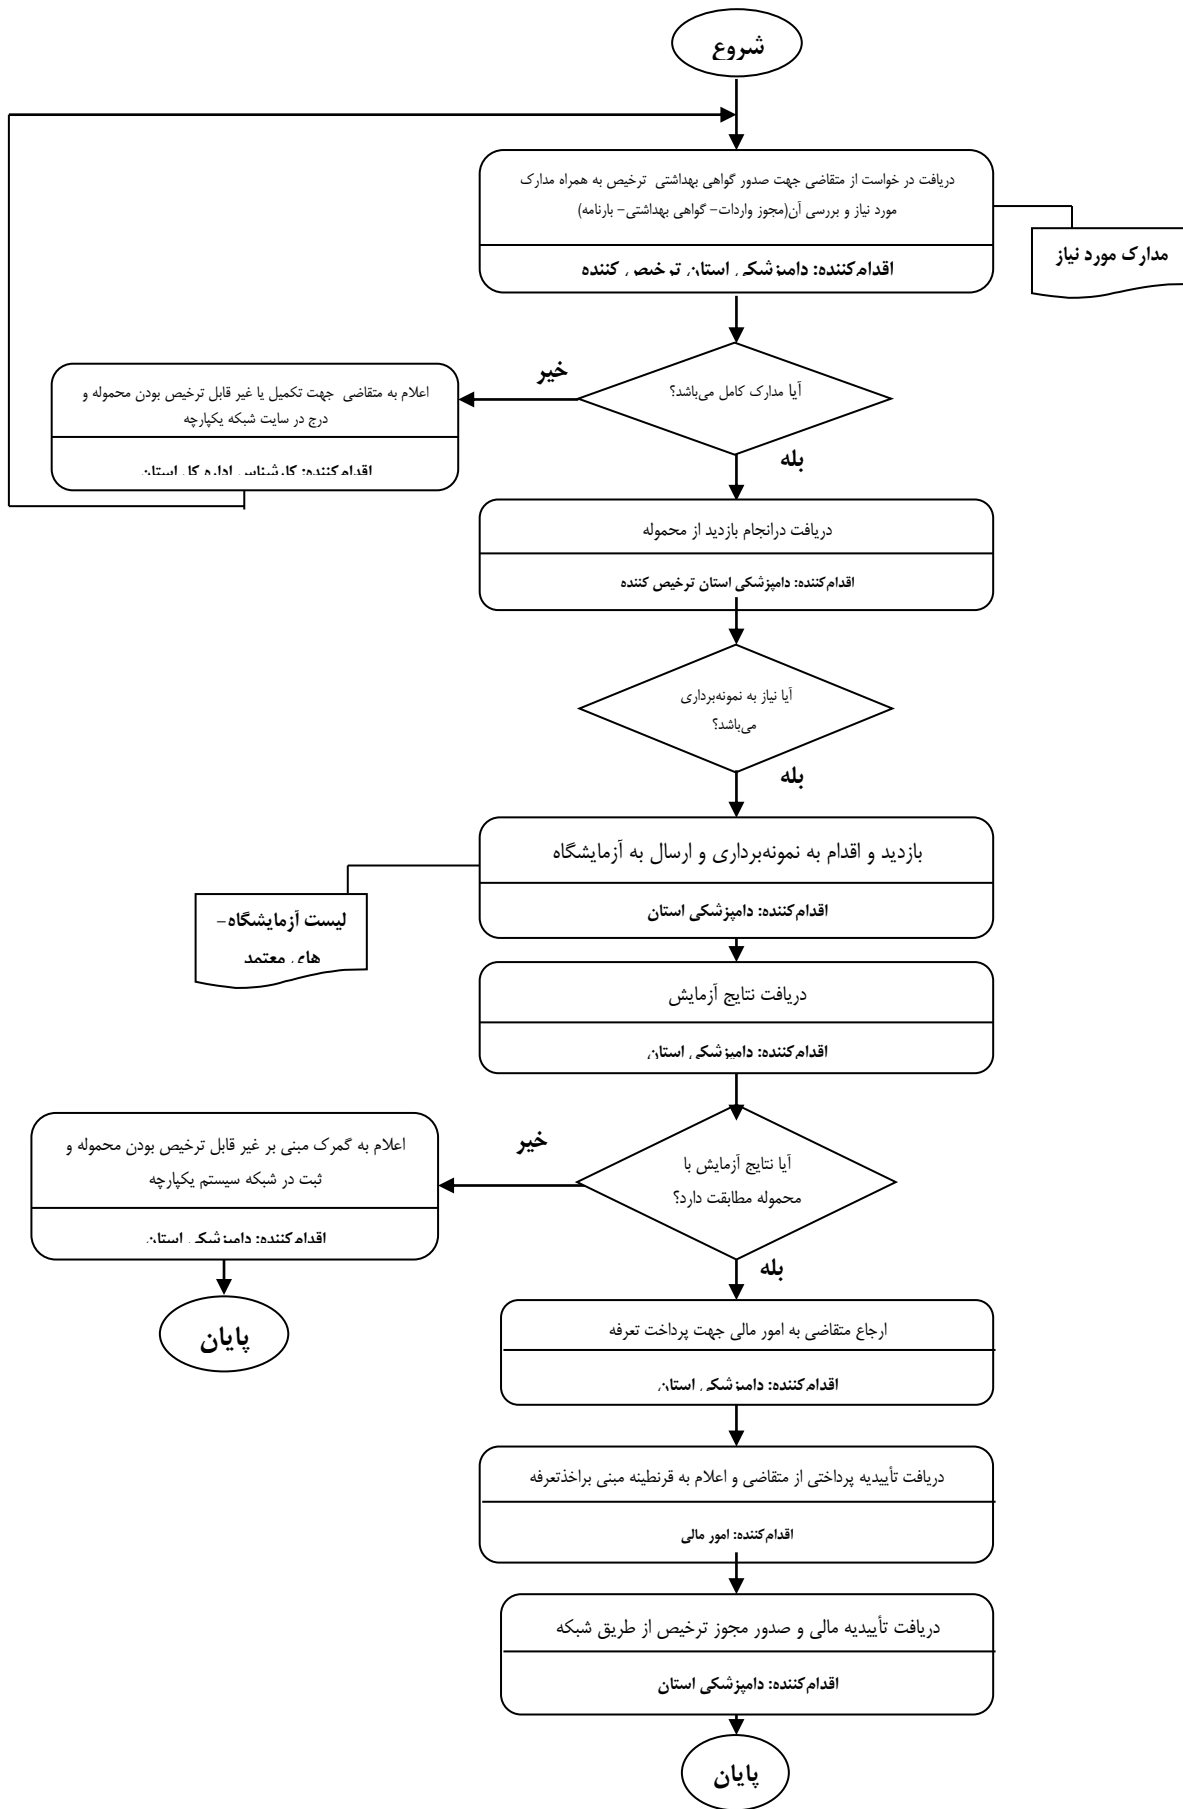 شروع
دریافت در خواست از متقاضی جهت صدور گواهی بهداشتی ترخیص به همراه مدارک
مورد نیاز و بررسی آن(مجوز واردات- گواهی بهداشتی- بارنامه)
اقدام‌کننده: دامپزشکی استان ترخیص کننده
مدارک مورد نیاز
آیا مدارک کامل می‌باشد؟
خیر
اعلام به متقاضی جهت تکمیل یا غیر قابل ترخیص بودن محموله و
درج در سایت شبکه یکپارچه
اقدام‌کننده: کارشناس اداره کل استان
بله
دریافت درانجام بازدید از محموله
اقدام‌کننده: دامپزشکی استان ترخیص کننده
آیا نیاز به نمونه‌برداری
می‌باشد؟
بله
بازدید و اقدام به نمونه‌برداری و ارسال به آزمایشگاه
اقدام‌کننده: دامپزشکی استان
لیست آزمایشگاه-
های معتمد
دریافت نتایج آزمایش
اقدام‌کننده: دامپزشکی استان
آیا نتایج آزمایش با
محموله مطابقت دارد؟
خیر
اعلام به گمرک مبنی بر غیر قابل ترخیص بودن محموله و
ثبت در شبکه سیستم یکپارچه
اقدام‌کننده: دامپزشکی استان
پایان
بله
ارجاع متقاضی به امور مالی جهت پرداخت تعرفه
اقدام‌کننده: دامپزشکی استان
دریافت تأییدیه پرداختی از متقاضی و اعلام به قرنطینه مبنی براخذتعرفه
اقدام‌کننده: امور مالی
دریافت تأییدیه مالی و صدور مجوز ترخیص از طریق شبکه
اقدام‌کننده: دامپزشکی استان
پایان